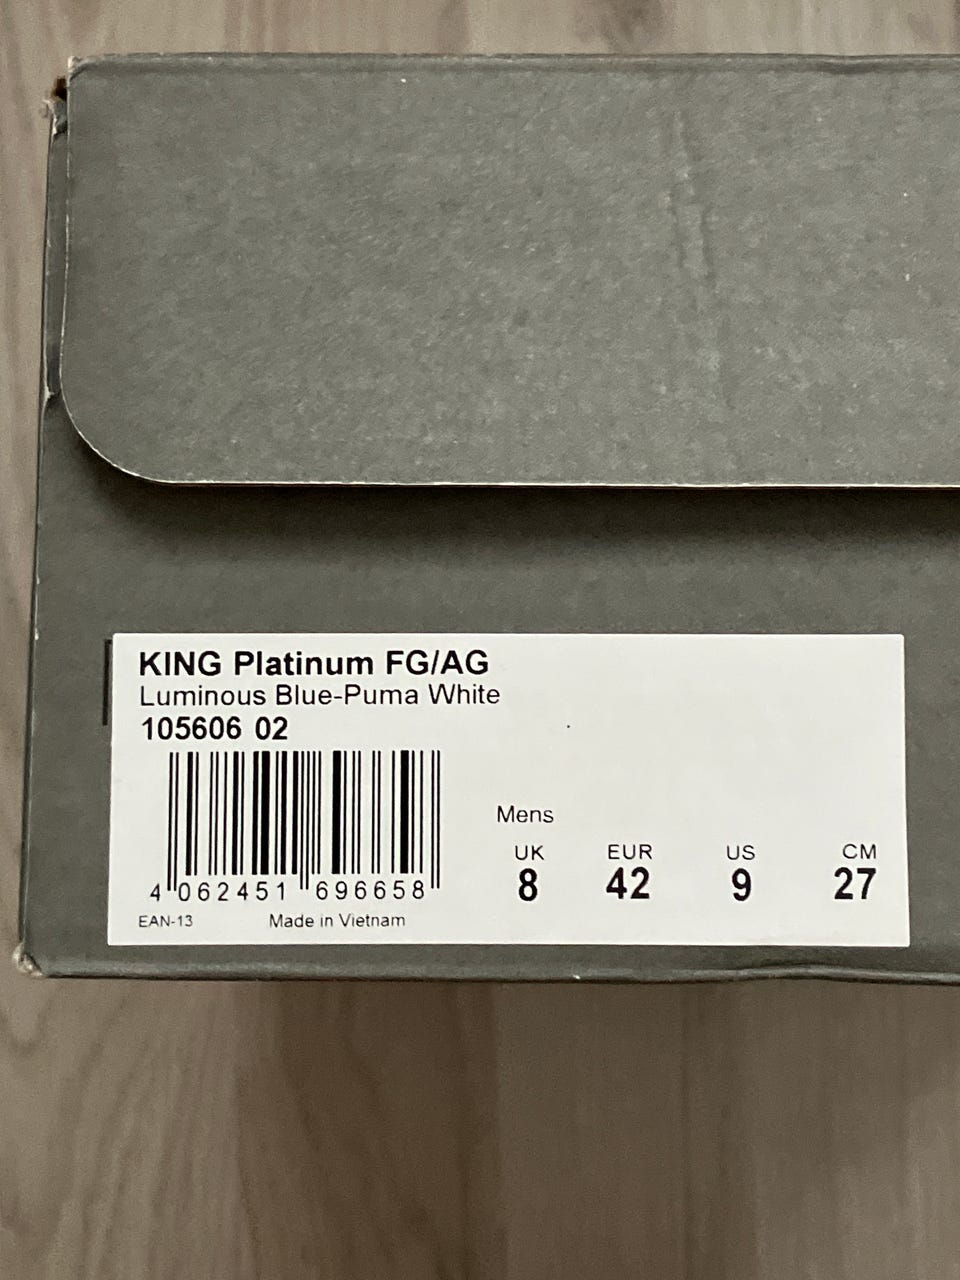 KING Platinum FG/AG
Luminous Blue-Puma White
105606 02
4 062451 696658
EAN-13 Made in Vietnam
Mens
UK EUR US CM
8 42 9 27